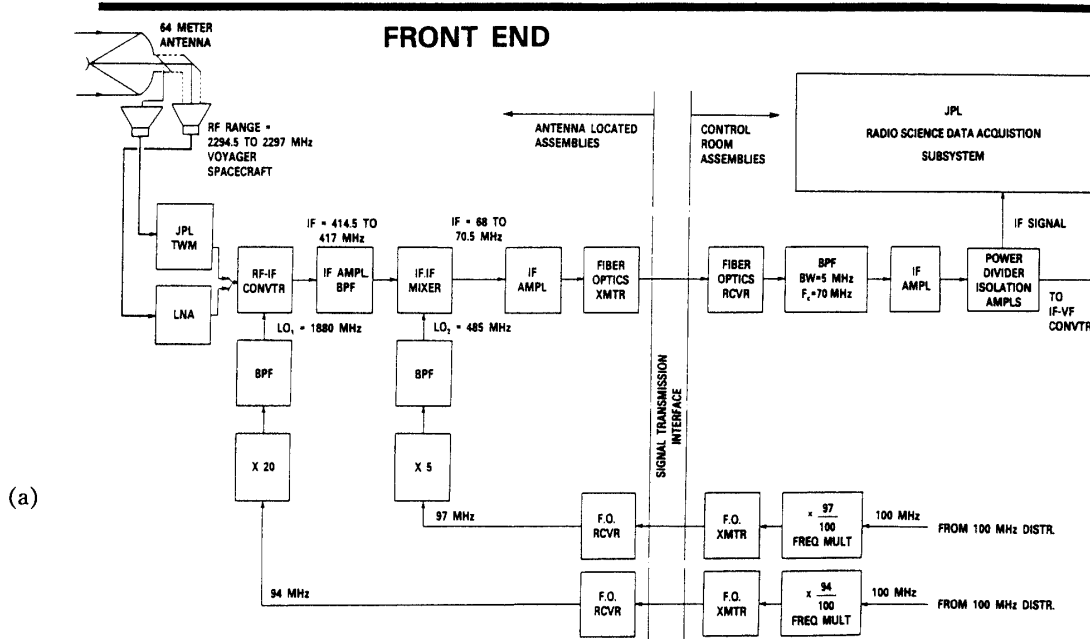 FRONT END
64 METER
ANTENNA
RF RANGE =
2294.5 TO 2297 MHz
VOYAGER
SPACECRAFT
ANTENNA LOCATED
ASSEMBLIES
CONTROL
ROOM
ASSEMBLIES
JPL
RADIO SCIENCE DATA ACQUISTION
SUBSYSTEM
IF SIGNAL
JPL
TWM
LNA
RF-IF
CONVTR
IF = 414.5 TO
417 MHz
IF AMPL
BPF
IF.IF
MIXER
IF = 68 TO
70.5 MHz
IF
AMPL
FIBER
OPTICS
XMTR
FIBER
OPTICS
RCVR
BPF
BW=5 MHz
Fc=70 MHz
IF
AMPL
POWER
DIVIDER
ISOLATION
AMPLS
TO
IF-VF
CONVTR
LO₁ = 1880 MHz
LO₂ = 485 MHz
BPF
BPF
SIGNAL TRANSMISSION
INTERFACE
X 20
X 5
(a)
97 MHz
F.O.
RCVR
F.O.
XMTR
x 97
100
FREQ MULT
100 MHz
FROM 100 MHz DISTR.
94 MHz
F.O.
RCVR
F.O.
XMTR
x 94
100
FREQ MULT
100 MHz
FROM 100 MHz DISTR.